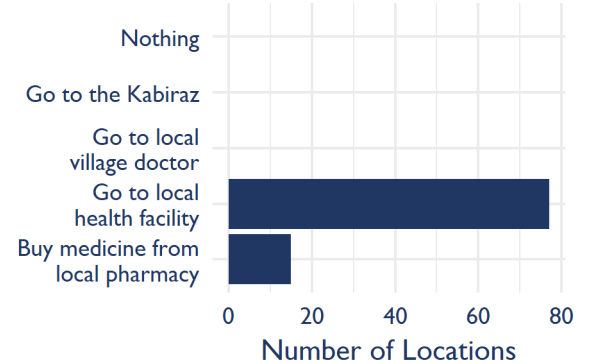 Nothing
Go to the Kabiraz
Go to local
village doctor
Go to local
health facility
Buy medicine from
local pharmacy
0 20 40 60 80
Number of Locations